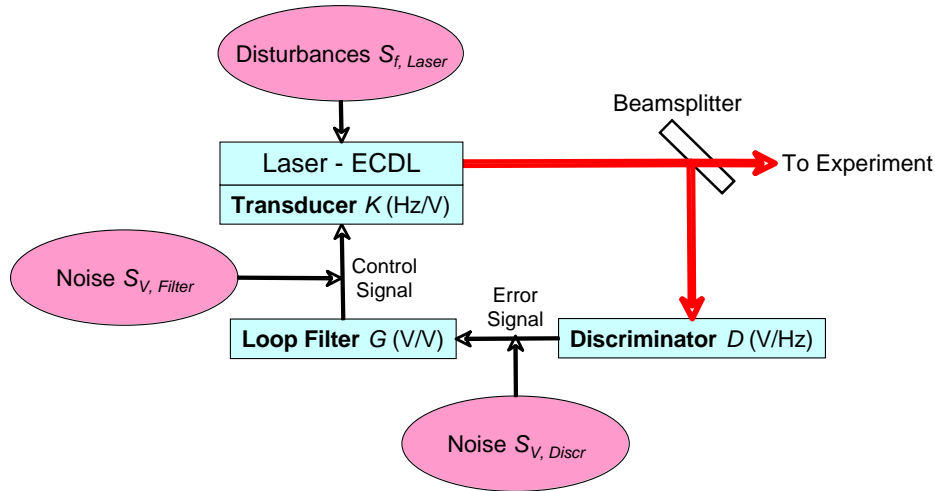 Disturbances S_f, Laser
Beamsplitter
Laser - ECDL
To Experiment
Transducer K (Hz/V)
Noise S_V, Filter
Control
Signal
Error
Signal
Loop Filter G (V/V)
Discriminator D (V/Hz)
Noise S_V, Discr